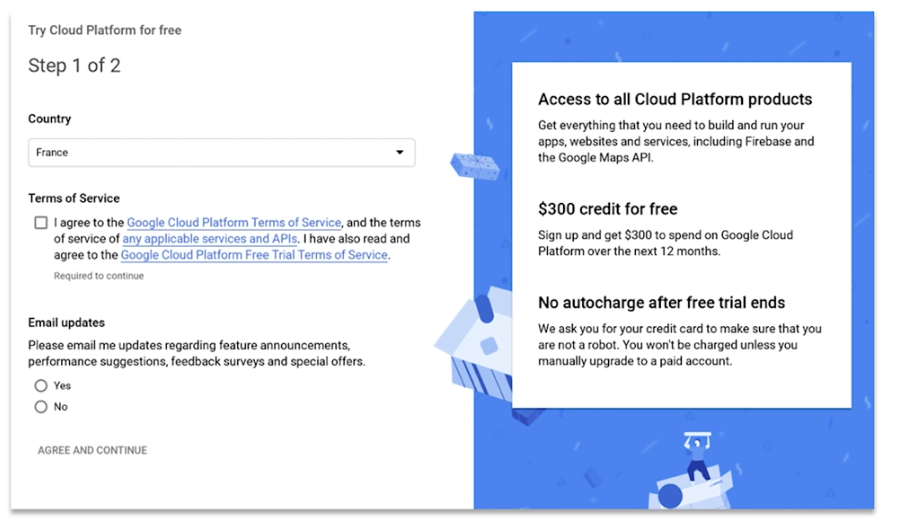 Try Cloud Platform for free
Step 1 of 2
Country
France
Terms of Service
I agree to the Google Cloud Platform Terms of Service, and the terms
of service of any applicable services and APIs. I have also read and
agree to the Google Cloud Platform Free Trial Terms of Service.
Required to continue
Email updates
Please email me updates regarding feature announcements,
performance suggestions, feedback surveys and special offers.
Yes
No
AGREE AND CONTINUE
Access to all Cloud Platform products
Get everything that you need to build and run your
apps, websites and services, including Firebase and
the Google Maps API.
$300 credit for free
Sign up and get $300 to spend on Google Cloud
Platform over the next 12 months.
No autocharge after free trial ends
We ask you for your credit card to make sure that you
are not a robot. You won't be charged unless you
manually upgrade to a paid account.